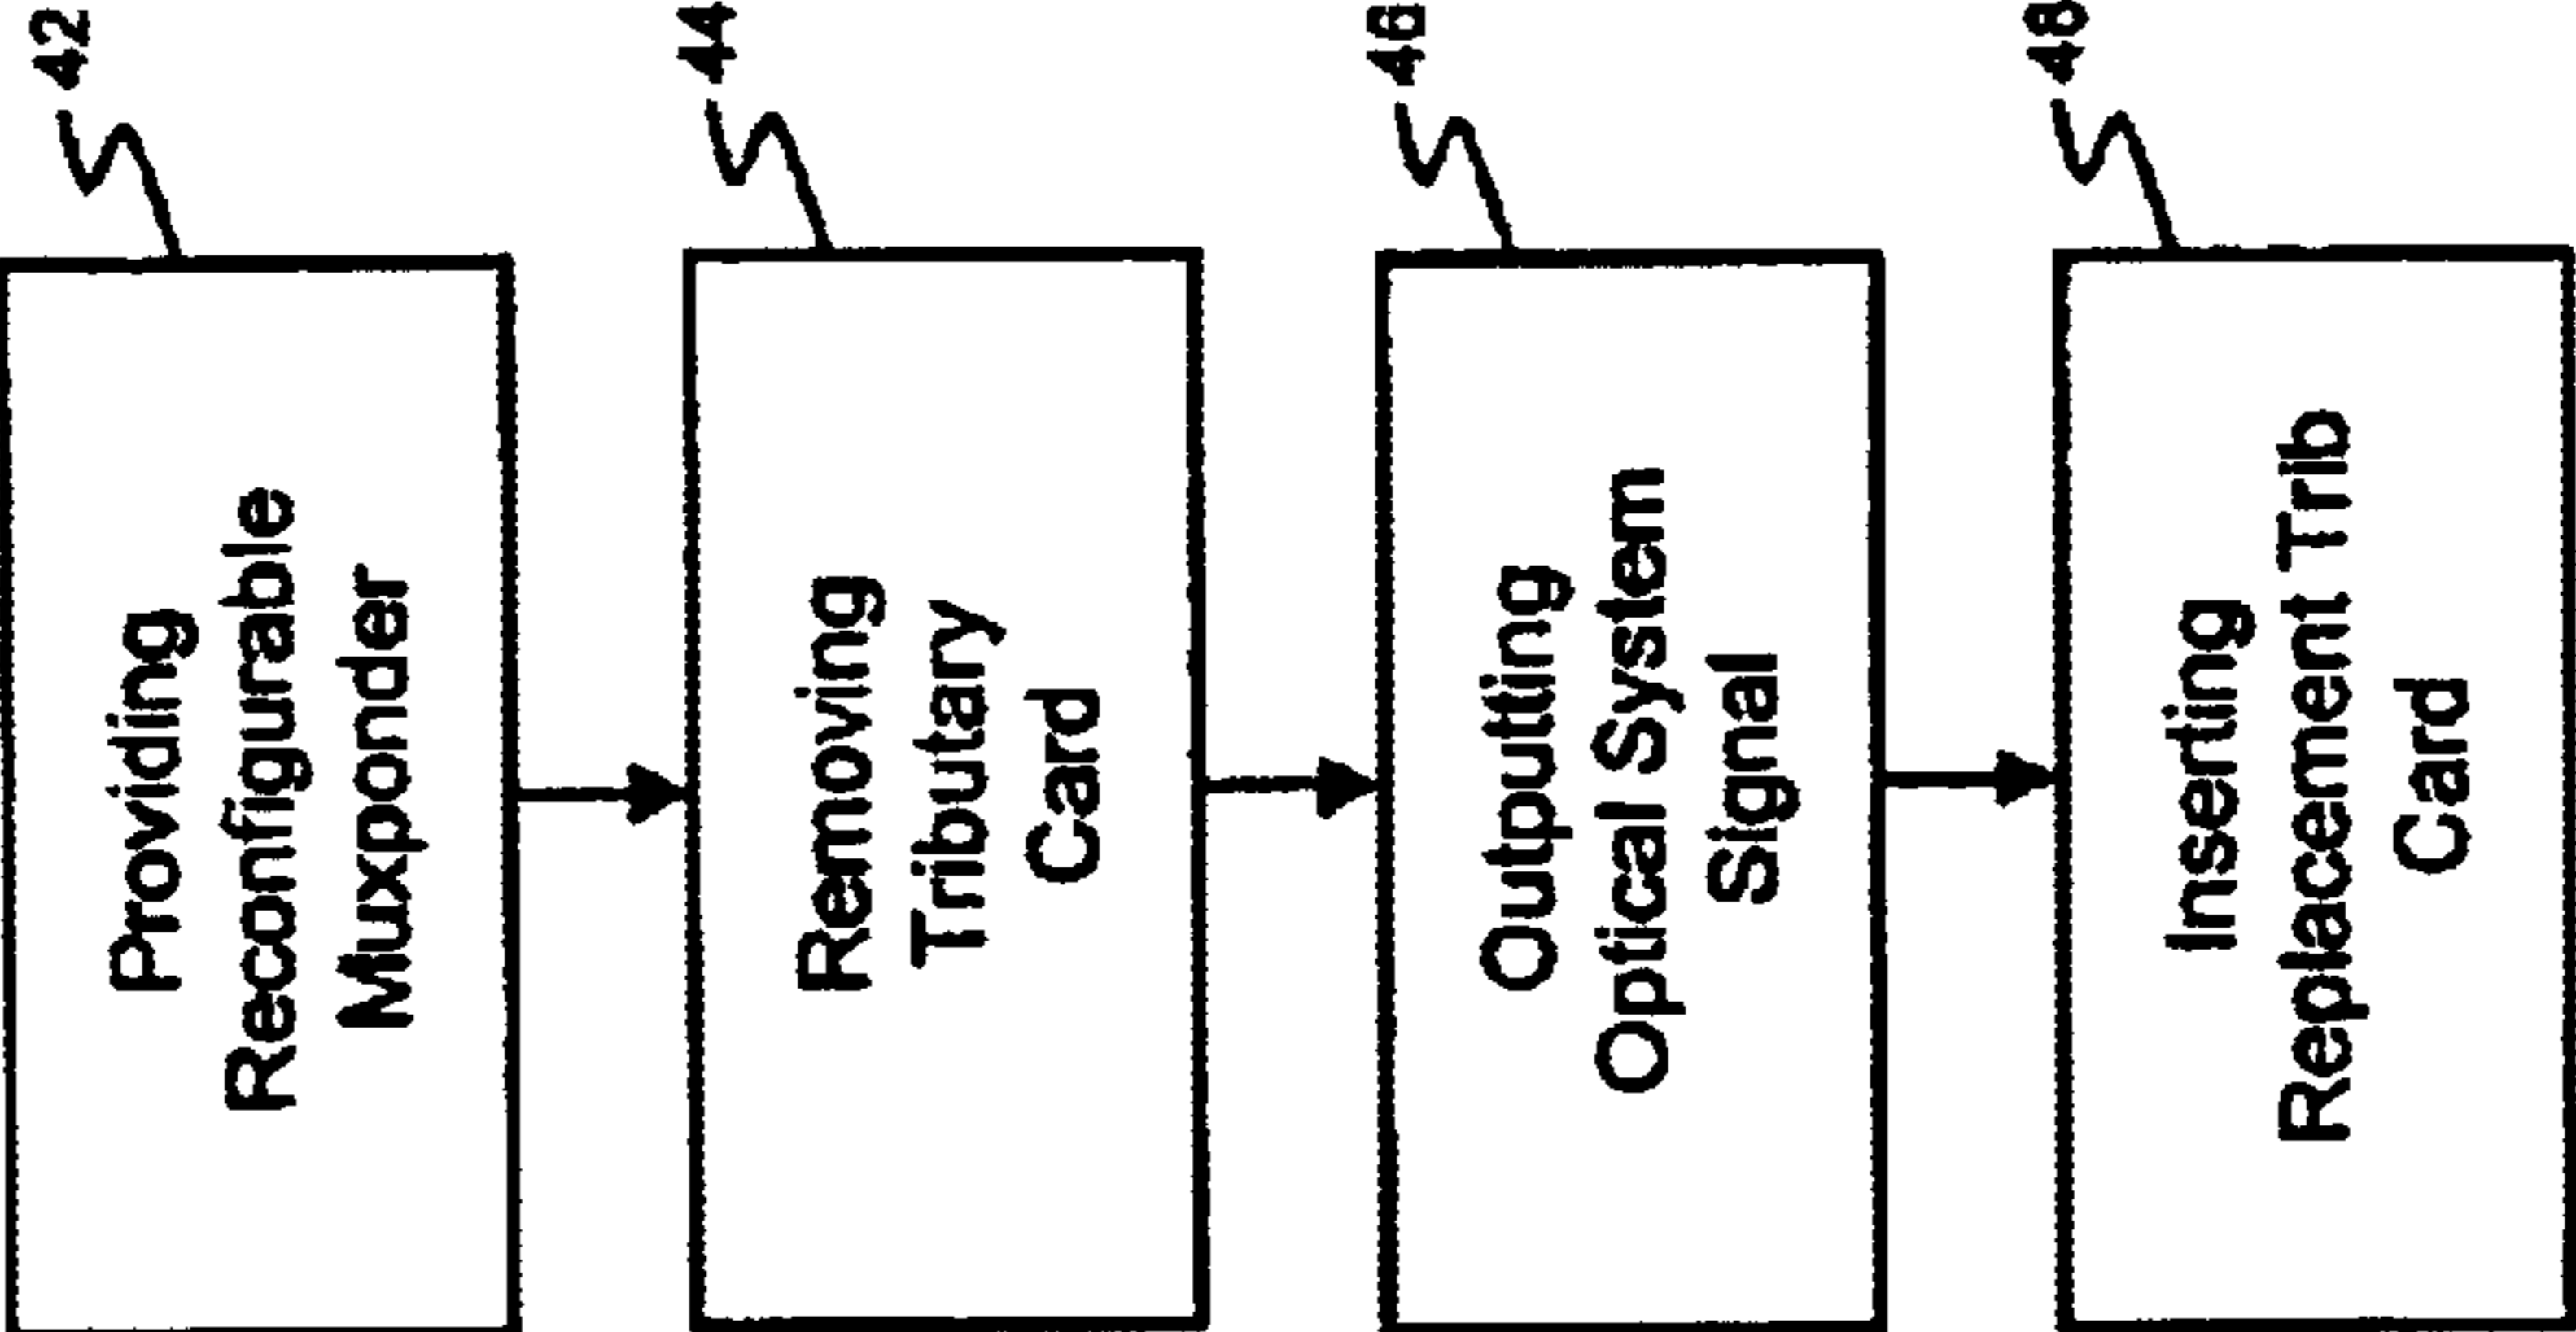 42
Providing
Reconfigurable
Muxponder
44
Removing
Tributary
Card
46
Outputting
Optical System
Signal
48
Inserting
Replacement Trib
Card